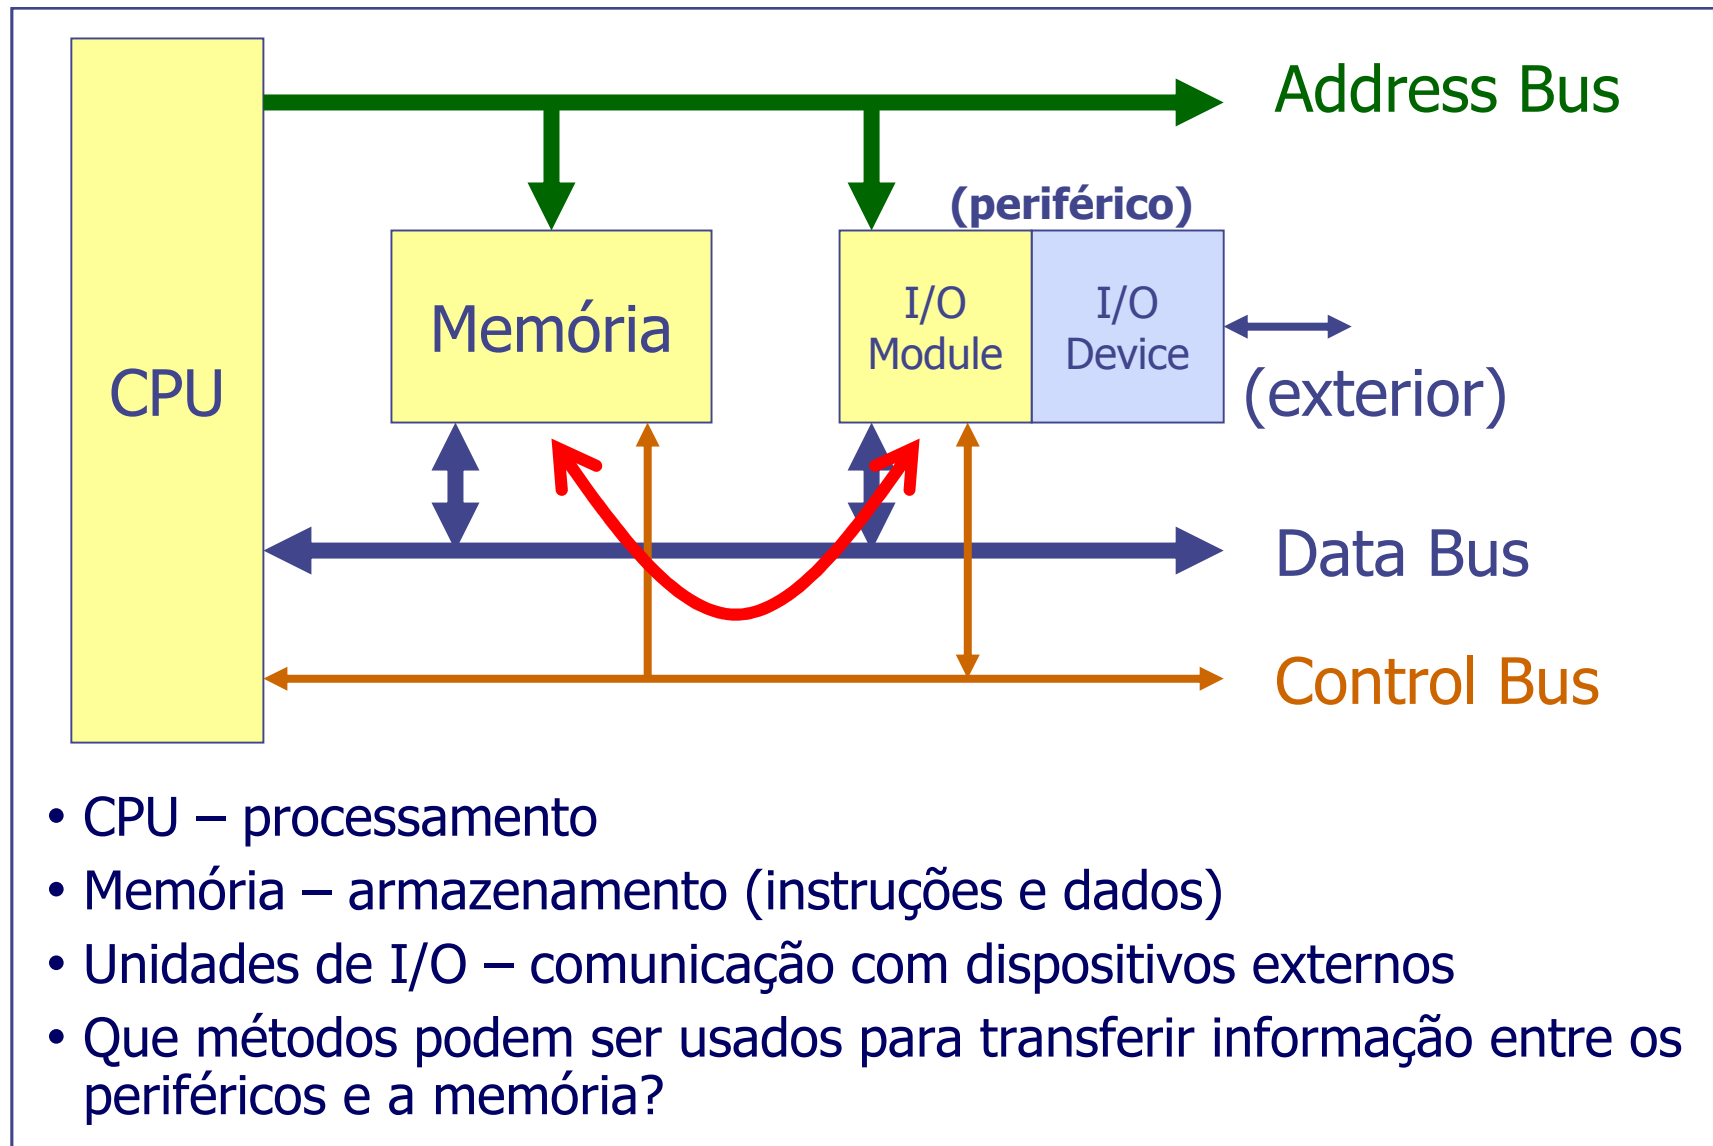 Address Bus
(periférico)
CPU
Memória
I/O
Module
I/O
Device
(exterior)
Data Bus
Control Bus
• CPU – processamento
• Memória – armazenamento (instruções e dados)
• Unidades de I/O – comunicação com dispositivos externos
• Que métodos podem ser usados para transferir informação entre os
periféricos e a memória?